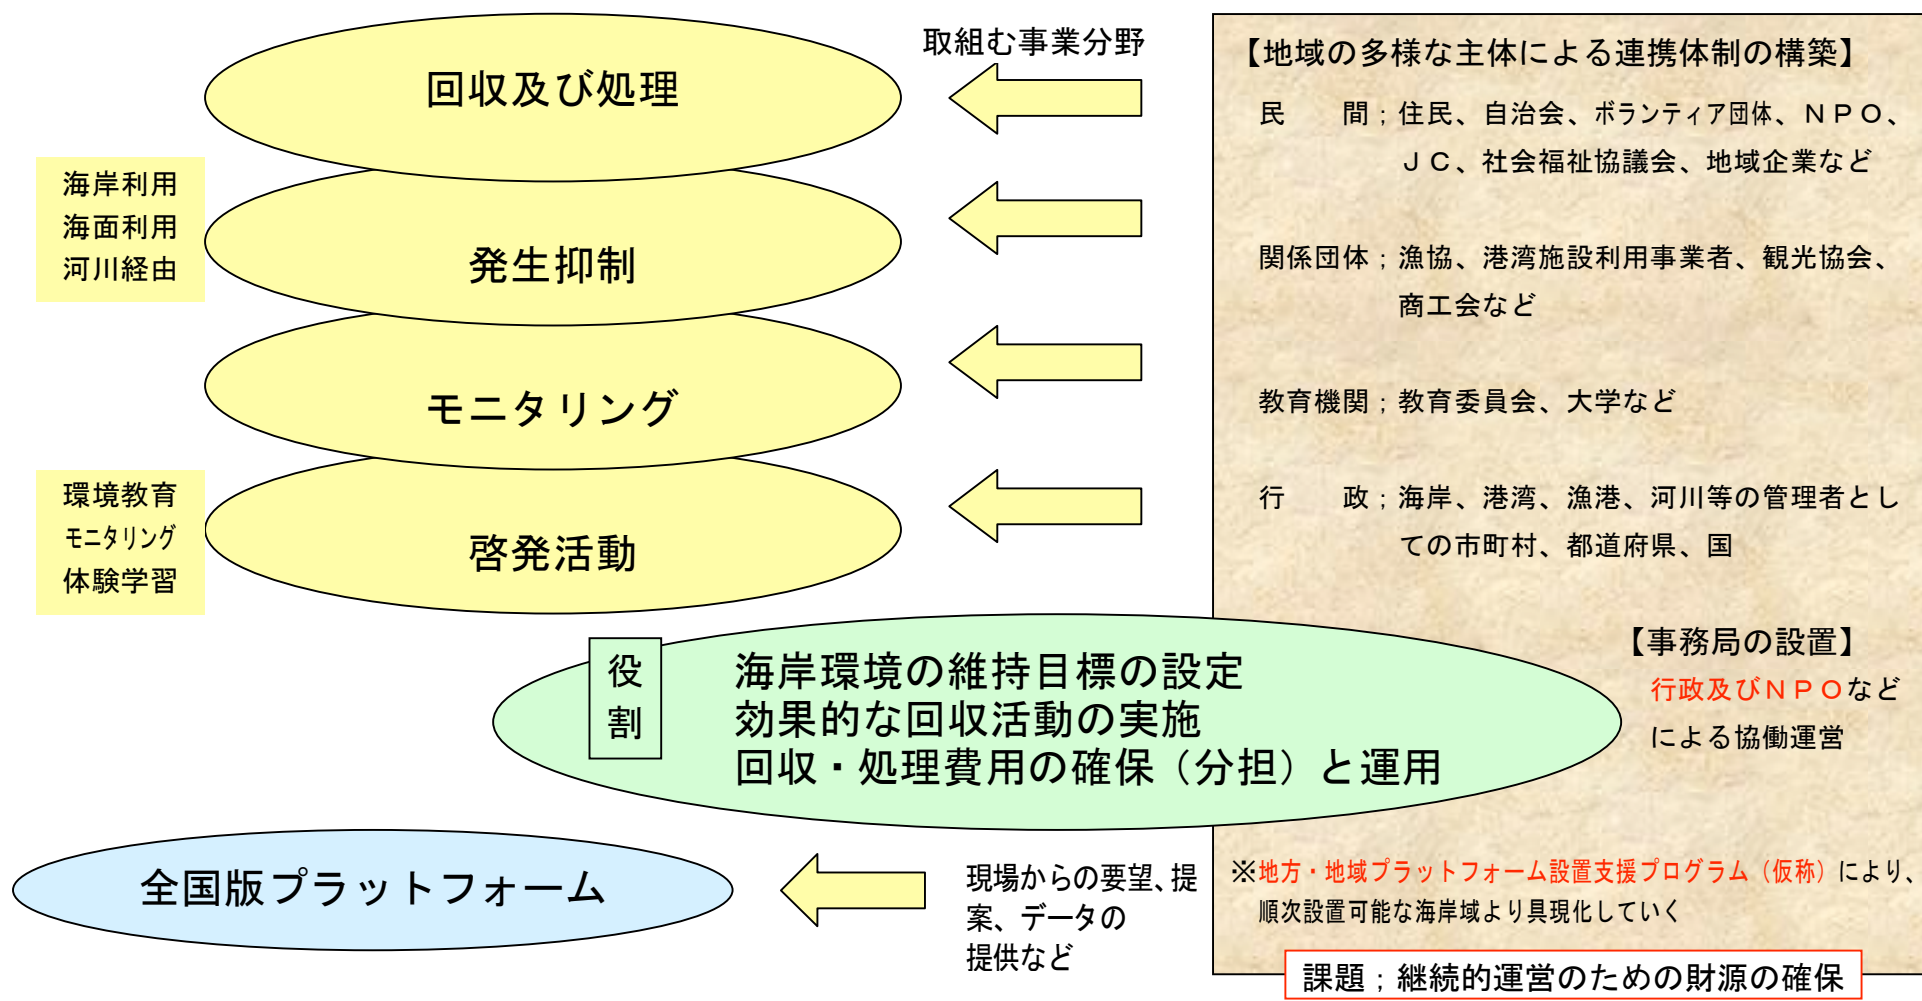 取組む事業分野
回収及び処理
海岸利用
海面利用
河川経由
発生抑制
モニタリング
環境教育
モニタリング
体験学習
啓発活動
【地域の多様な主体による連携体制の構築】
民　　間；住民、自治会、ボランティア団体、ＮＰＯ、
ＪＣ、社会福祉協議会、地域企業など
関係団体；漁協、港湾施設利用事業者、観光協会、
商工会など
教育機関；教育委員会、大学など
行　　政；海岸、港湾、漁港、河川等の管理者とし
ての市町村、都道府県、国
役
割
海岸環境の維持目標の設定
効果的な回収活動の実施
回収・処理費用の確保（分担）と運用
【事務局の設置】
行政及びＮＰＯなど
による協働運営
全国版プラットフォーム
現場からの要望、提
案、データの
提供など
※地方・地域プラットフォーム設置支援プログラム（仮称）により、
順次設置可能な海岸域より具現化していく
課題；継続的運営のための財源の確保